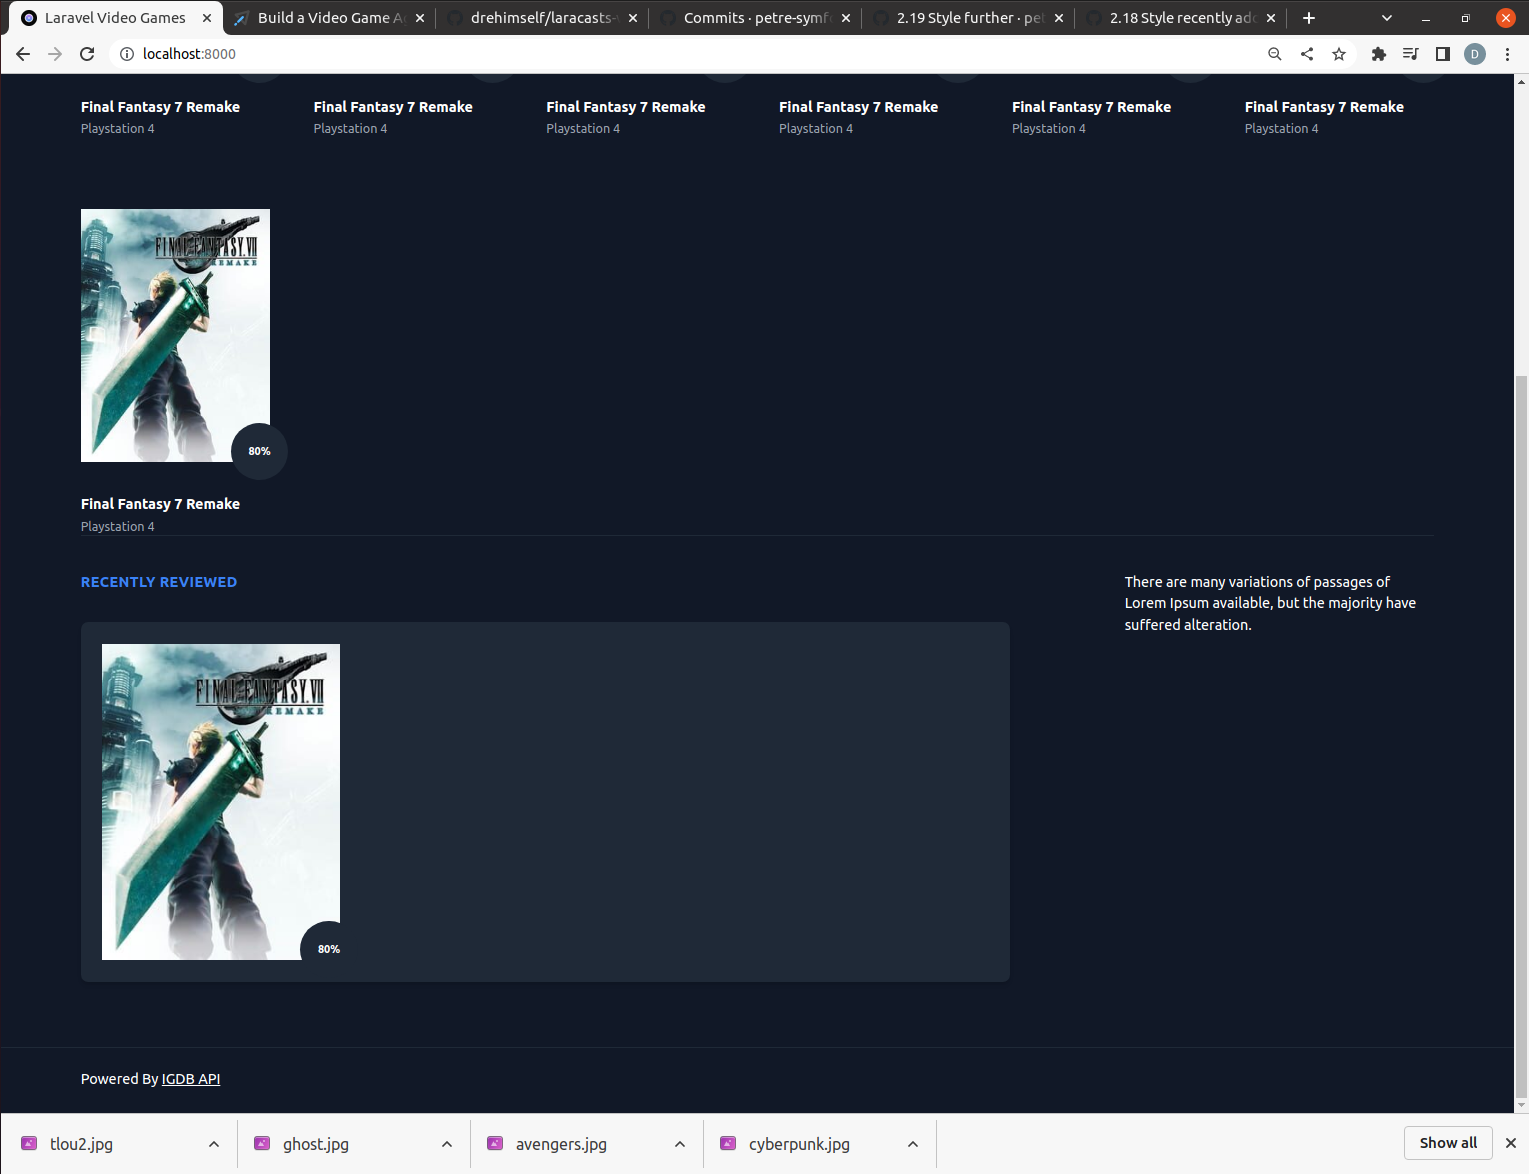 Laravel Video Games
Build a Video Game A
drehimself/laracasts-
Commits · petre-symf
2.19 Style further · pe
2.18 Style recently ad
localhost:8000
D
Final Fantasy 7 Remake
Playstation 4
Final Fantasy 7 Remake
Playstation 4
Final Fantasy 7 Remake
Playstation 4
Final Fantasy 7 Remake
Playstation 4
Final Fantasy 7 Remake
Playstation 4
Final Fantasy 7 Remake
Playstation 4
FINAL FANTASY VII
REMAKE
80%
Final Fantasy 7 Remake
Playstation 4
RECENTLY REVIEWED
There are many variations of passages of
Lorem Ipsum available, but the majority have
suffered alteration.
FINAL FANTASY VII
REMAKE
80%
Powered By IGDB API
tlou2.jpg
ghost.jpg
avengers.jpg
cyberpunk.jpg
Show all